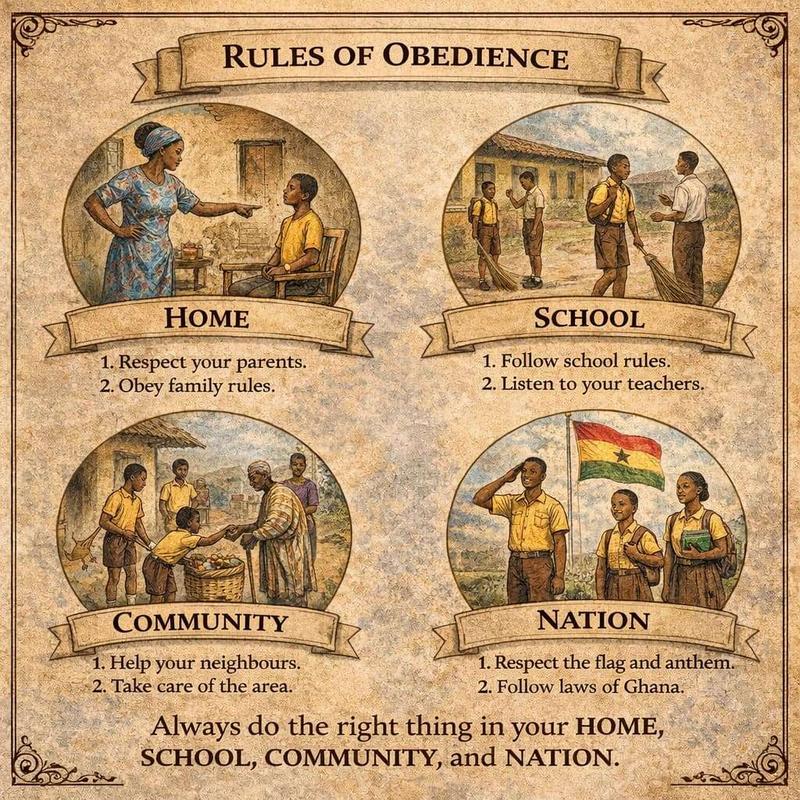 RULES OF OBEDIENCE
HOME
1. Respect your parents.
2. Obey family rules.
SCHOOL
1. Follow school rules.
2. Listen to your teachers.
COMMUNITY
1. Help your neighbours.
2. Take care of the area.
NATION
1. Respect the flag and anthem.
2. Follow laws of Ghana.
Always do the right thing in your HOME,
SCHOOL, COMMUNITY, and NATION.